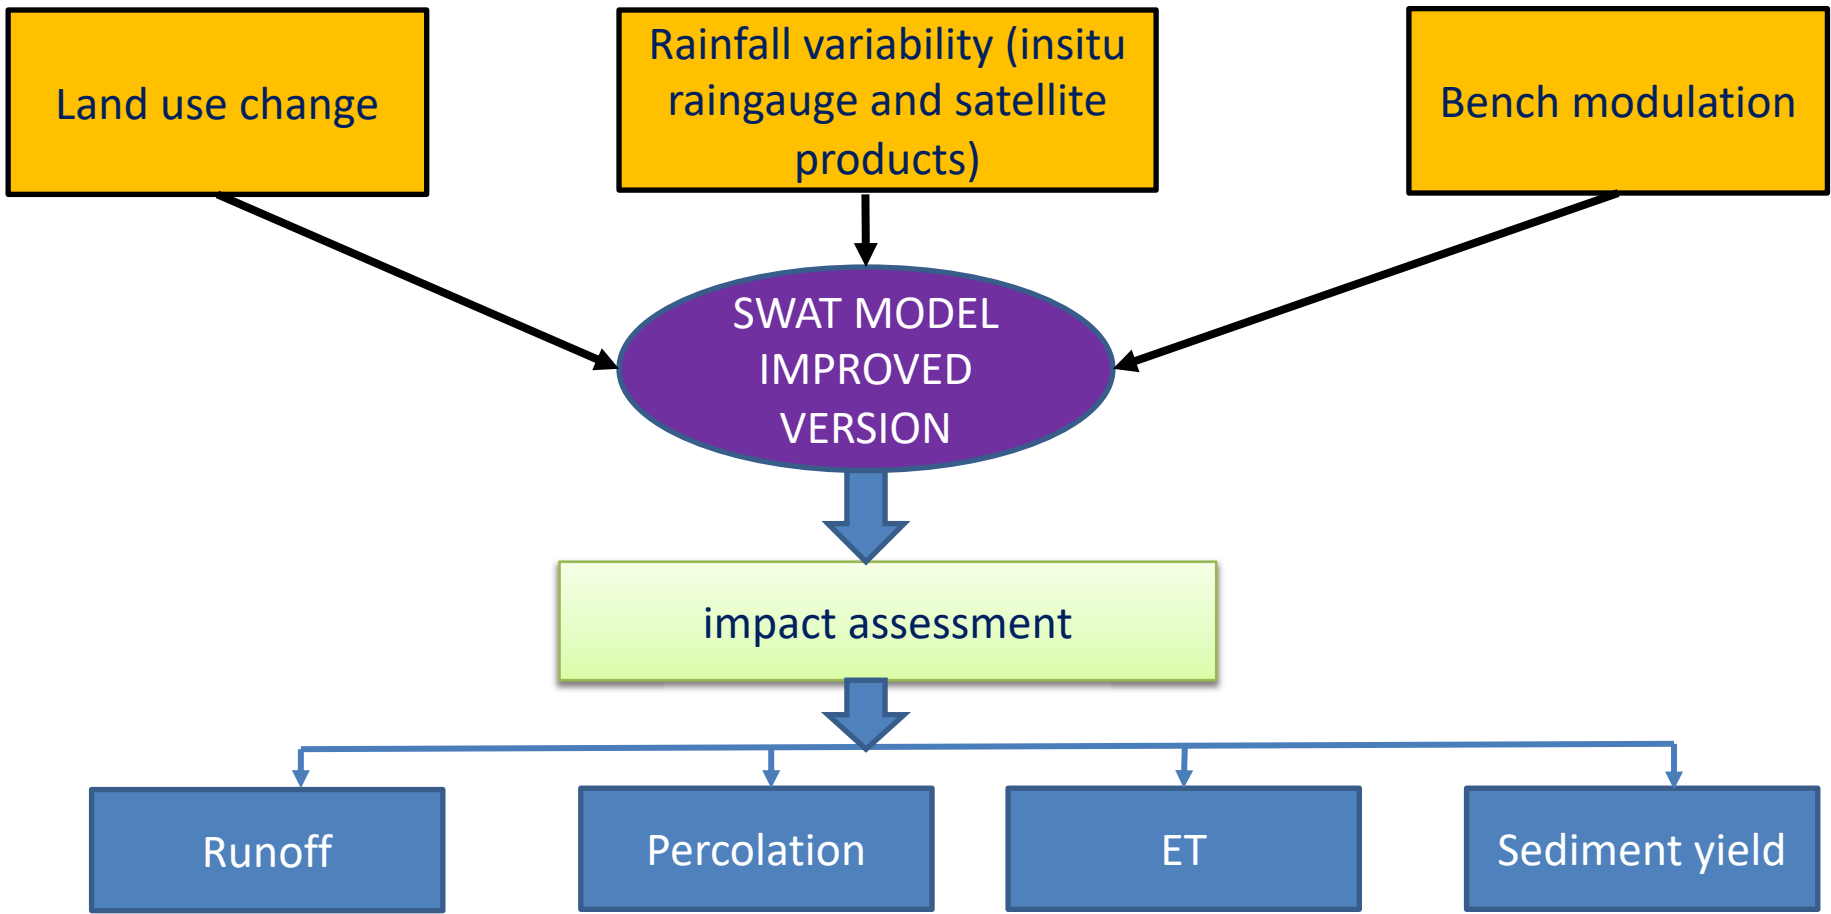 Land use change
Rainfall variability (insitu
raingauge and satellite
products)
Bench modulation
SWAT MODEL
IMPROVED
VERSION
impact assessment
Runoff
Percolation
ET
Sediment yield